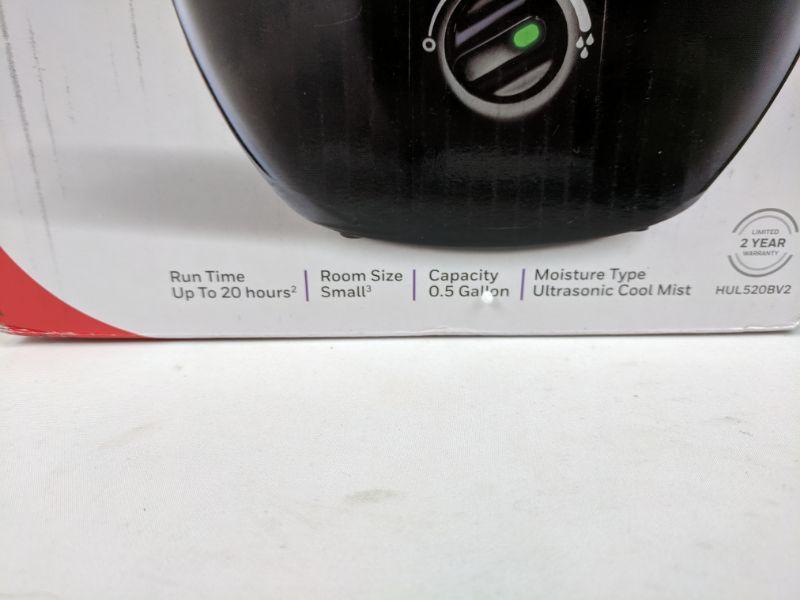 Run Time
Up To 20 hours²
Room Size
Small³
Capacity
0.5 Gallon
Moisture Type
Ultrasonic Cool Mist
LIMITED
2 YEAR
WARRANTY
HUL520BV2